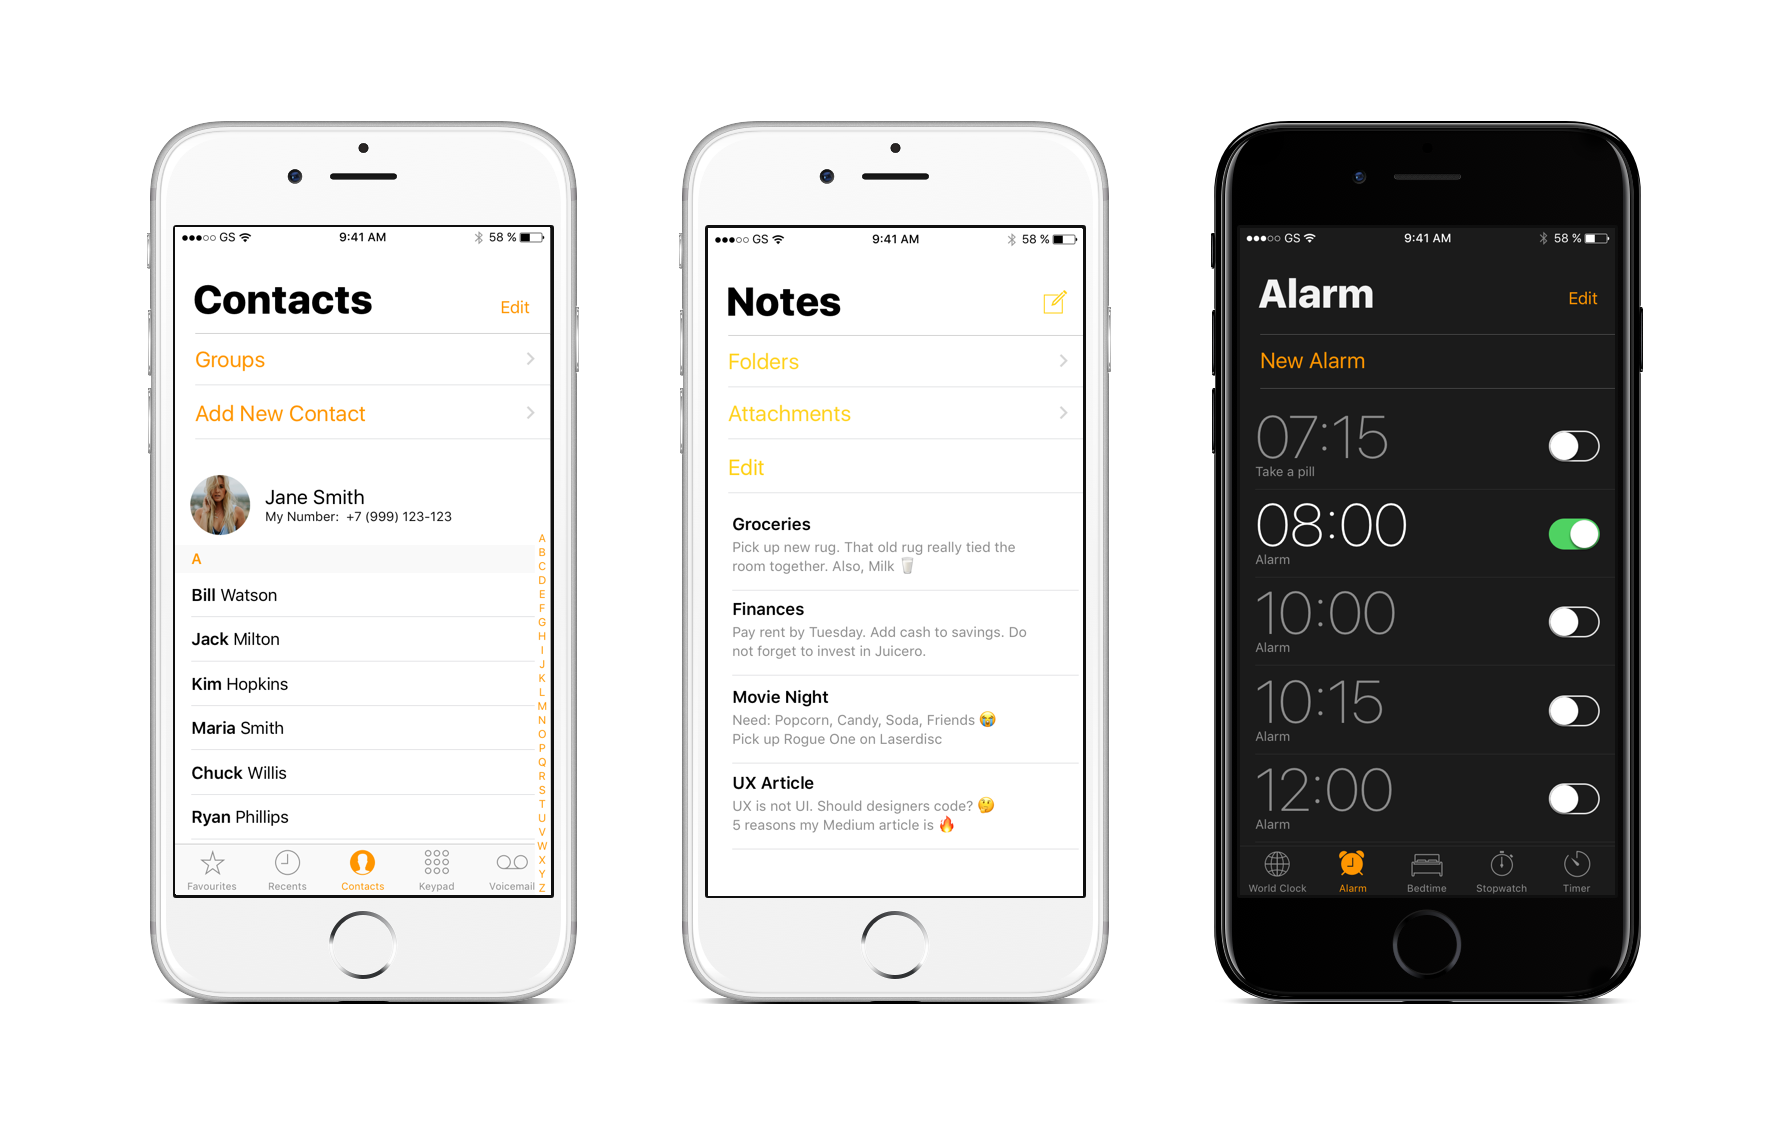 GS 9:41 AM 58 %
Contacts Edit
Groups
Add New Contact
Jane Smith
My Number: +7 (999) 123-123
A
Bill Watson
Jack Milton
Kim Hopkins
Maria Smith
Chuck Willis
Ryan Phillips
A
B
C
D
E
F
G
H
I
J
K
L
M
N
O
P
Q
R
S
T
U
V
W
X
Y
Z
Favourites Recents Contacts Keypad Voicemail
GS 9:41 AM 58 %
Notes
Folders
Attachments
Edit
Groceries
Pick up new rug. That old rug really tied the
room together. Also, Milk 🥛
Finances
Pay rent by Tuesday. Add cash to savings. Do
not forget to invest in Juicero.
Movie Night
Need: Popcorn, Candy, Soda, Friends 😭
Pick up Rogue One on Laserdisc
UX Article
UX is not UI. Should designers code? 🤔
5 reasons my Medium article is 🔥
GS 9:41 AM 58 %
Alarm Edit
New Alarm
07:15
Take a pill
08:00
Alarm
10:00
Alarm
10:15
Alarm
12:00
Alarm
World Clock Alarm Bedtime Stopwatch Timer